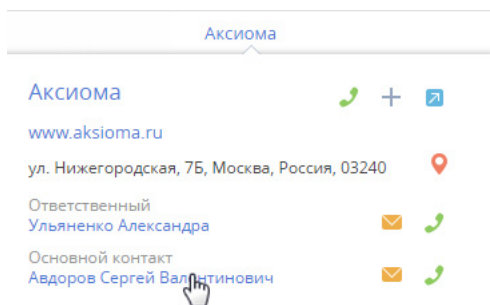 Аксиома
Аксиома
www.aksioma.ru
ул. Нижегородская, 7Б, Москва, Россия, 03240
Ответственный
Ульяненко Александра
Основной контакт
Авдоров Сергей Валентинович